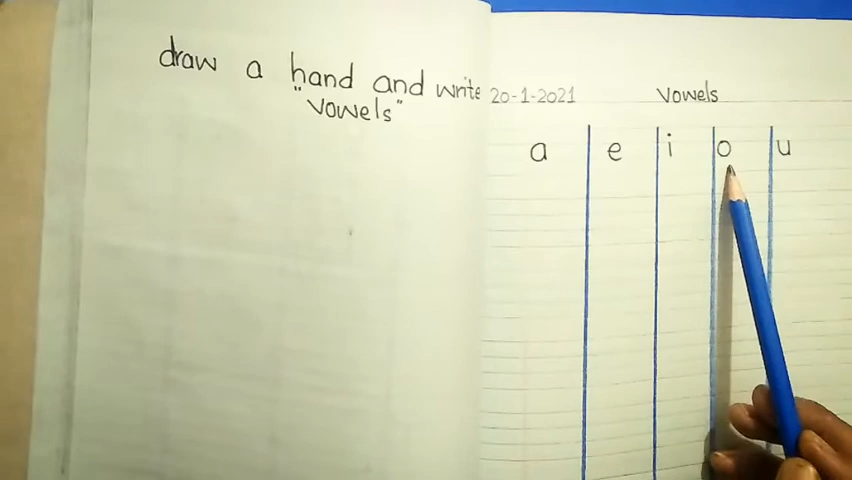 draw a hand and write
"vowels"
20-1-2021 Vowels
a e i o u